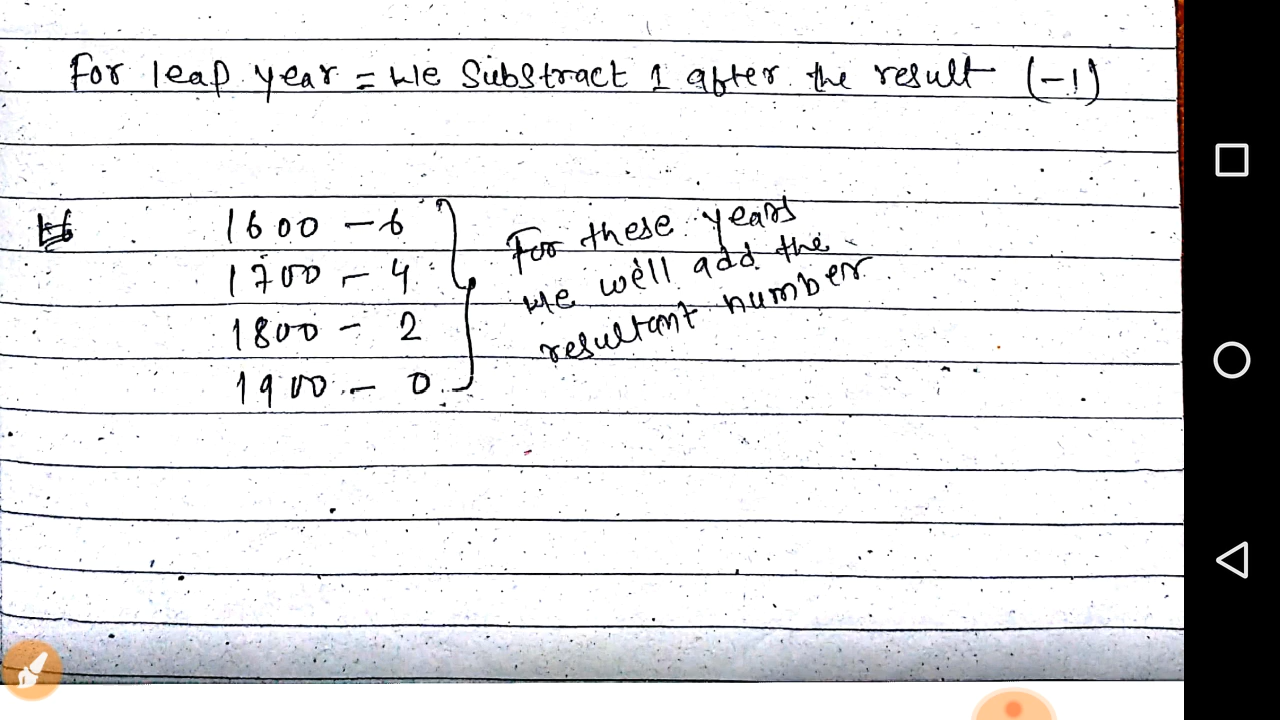 For leap year = We Substract 1 after the result (-1)
1600 - 6
1700 - 4
1800 - 2
1900 - 0
For these years
we will add the
resultant number